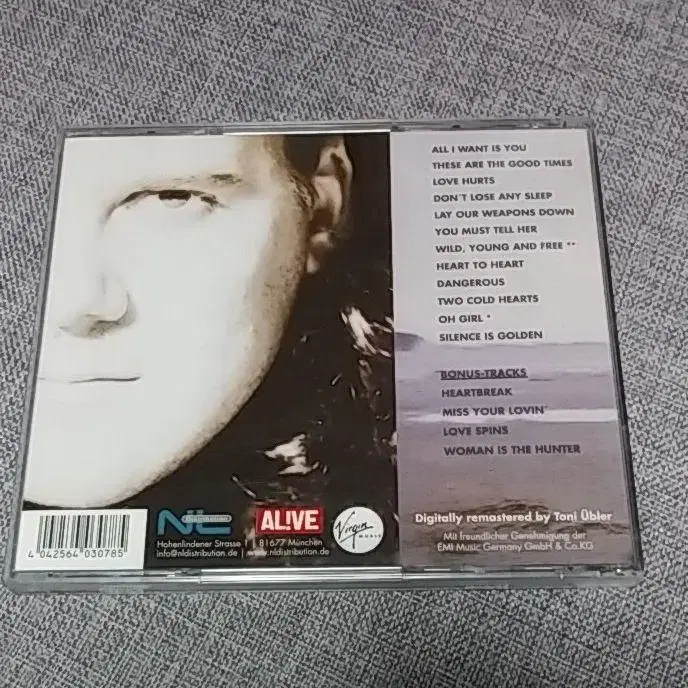 ALL I WANT IS YOU
THESE ARE THE GOOD TIMES
LOVE HURTS
DON'T LOSE ANY SLEEP
LAY OUR WEAPONS DOWN
YOU MUST TELL HER
WILD, YOUNG AND FREE **
HEART TO HEART
DANGEROUS
TWO COLD HEARTS
OH GIRL *
SILENCE IS GOLDEN
BONUS-TRACKS
HEARTBREAK
MISS YOUR LOVIN'
LOVE SPINS
WOMAN IS THE HUNTER
Digitally remastered by Toni Übler
Mit freundlicher Genehmigung der
EMI Music Germany GmbH & Co.KG
4 042564 030785
Distribution
Hohenlindener Strasse 1 | 81677 München
info@nldistribution.de | www.nldistribution.de
AL!VE
Virgin
MUSIC